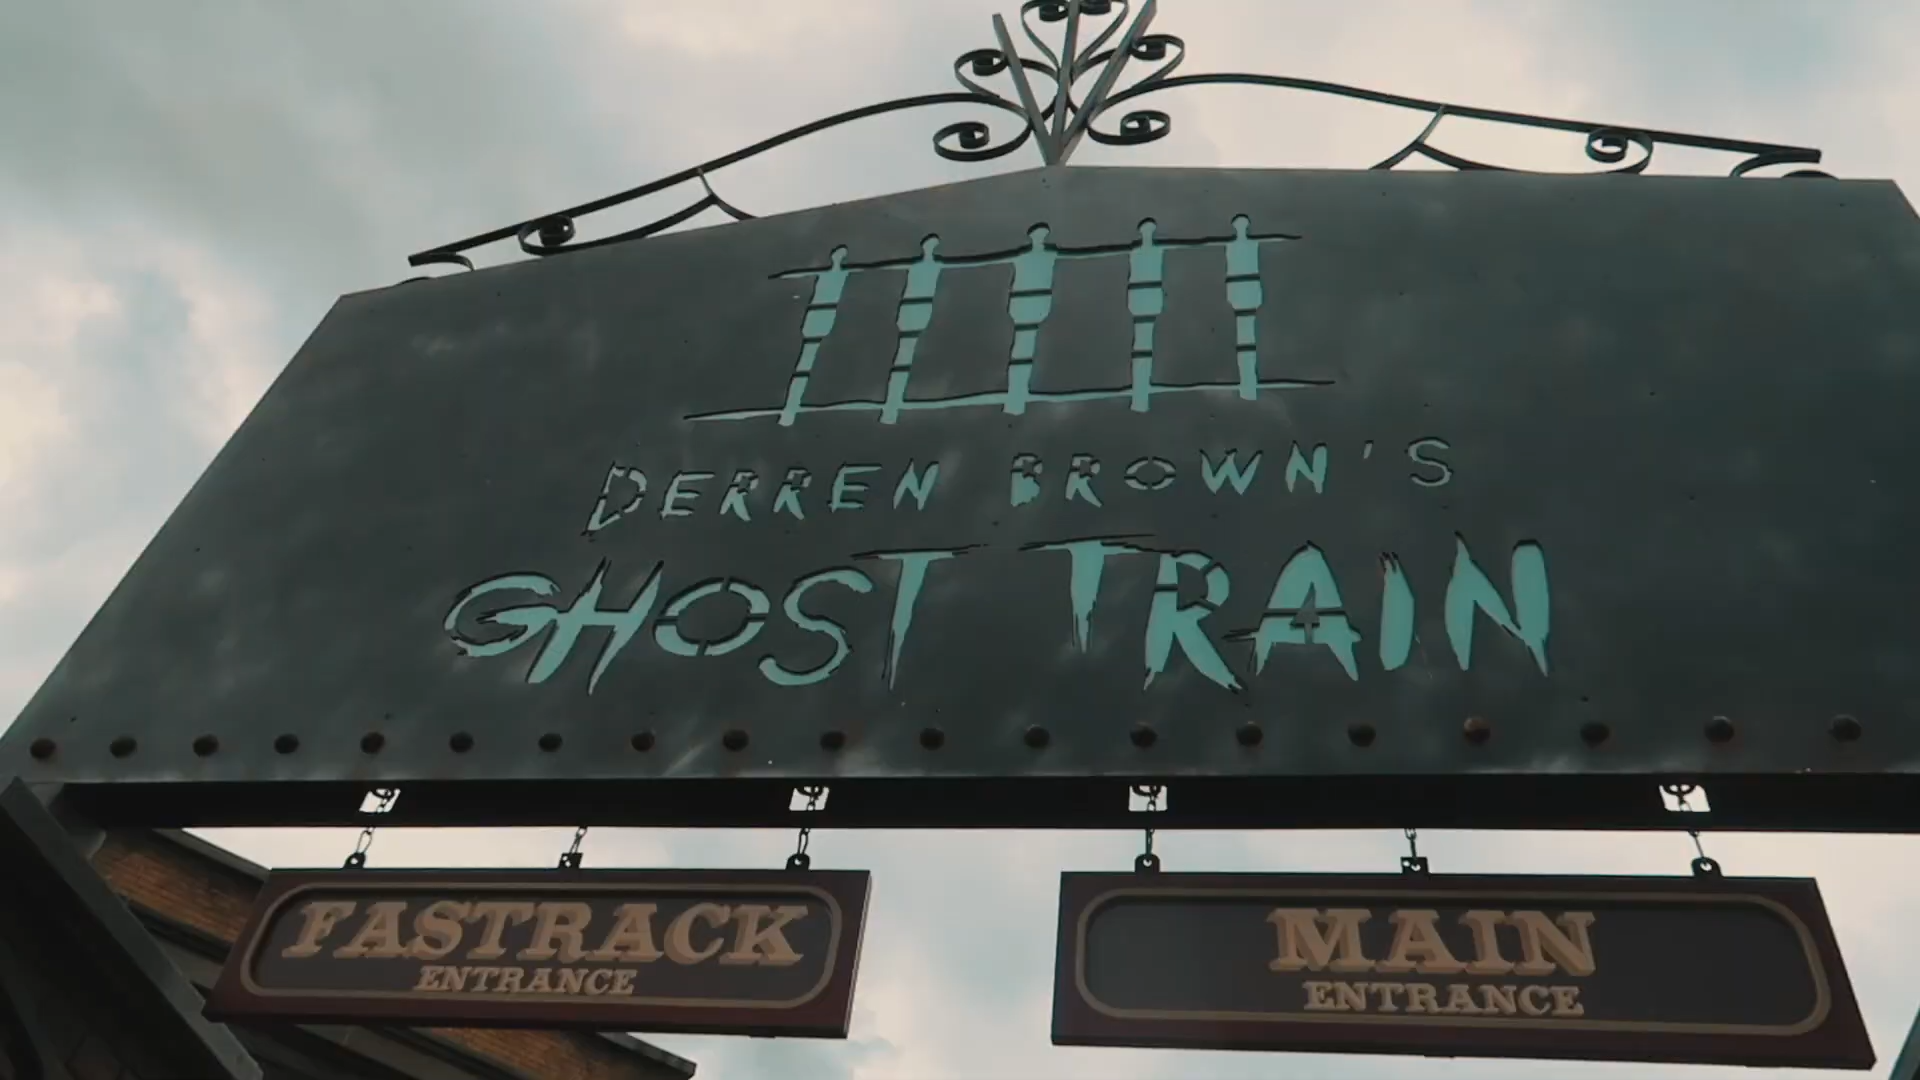 DERREN BROWN'S
GHOST TRAIN
FASTRACK
ENTRANCE
MAIN
ENTRANCE